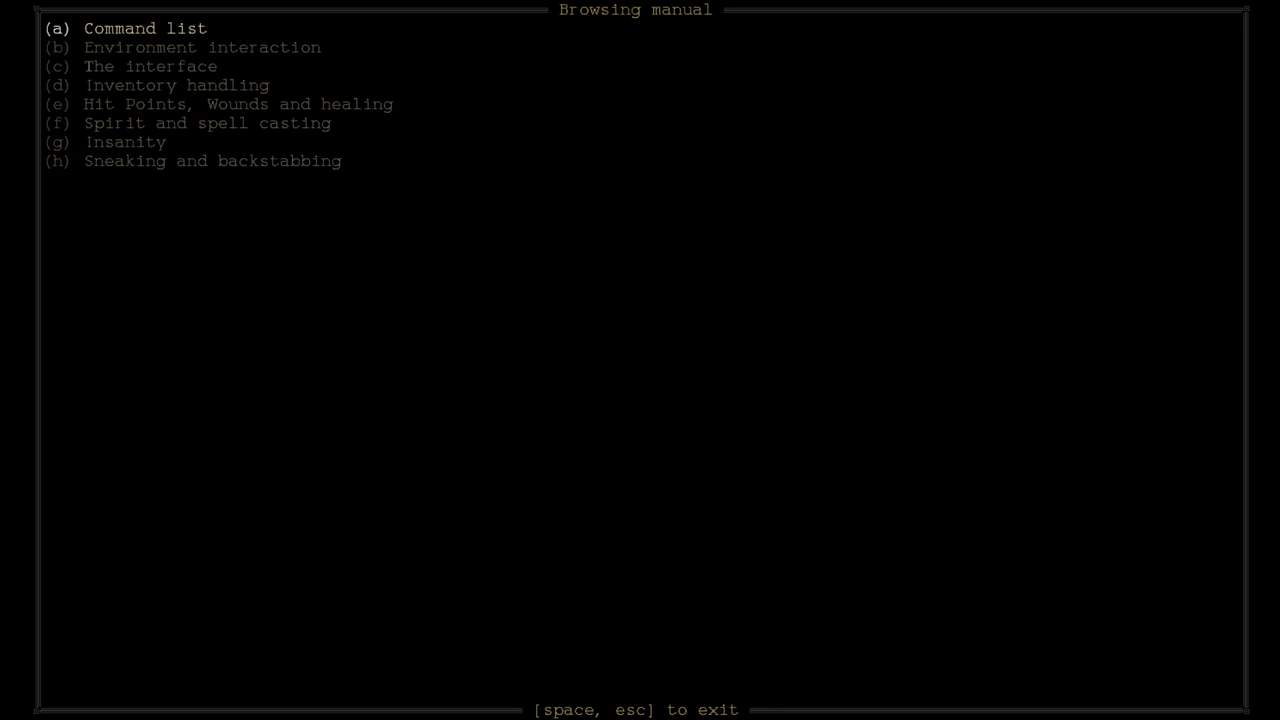 Browsing manual
(a) Command list
(b) Environment interaction
(c) The interface
(d) Inventory handling
(e) Hit Points, Wounds and healing
(f) Spirit and spell casting
(g) Insanity
(h) Sneaking and backstabbing
[space, esc] to exit